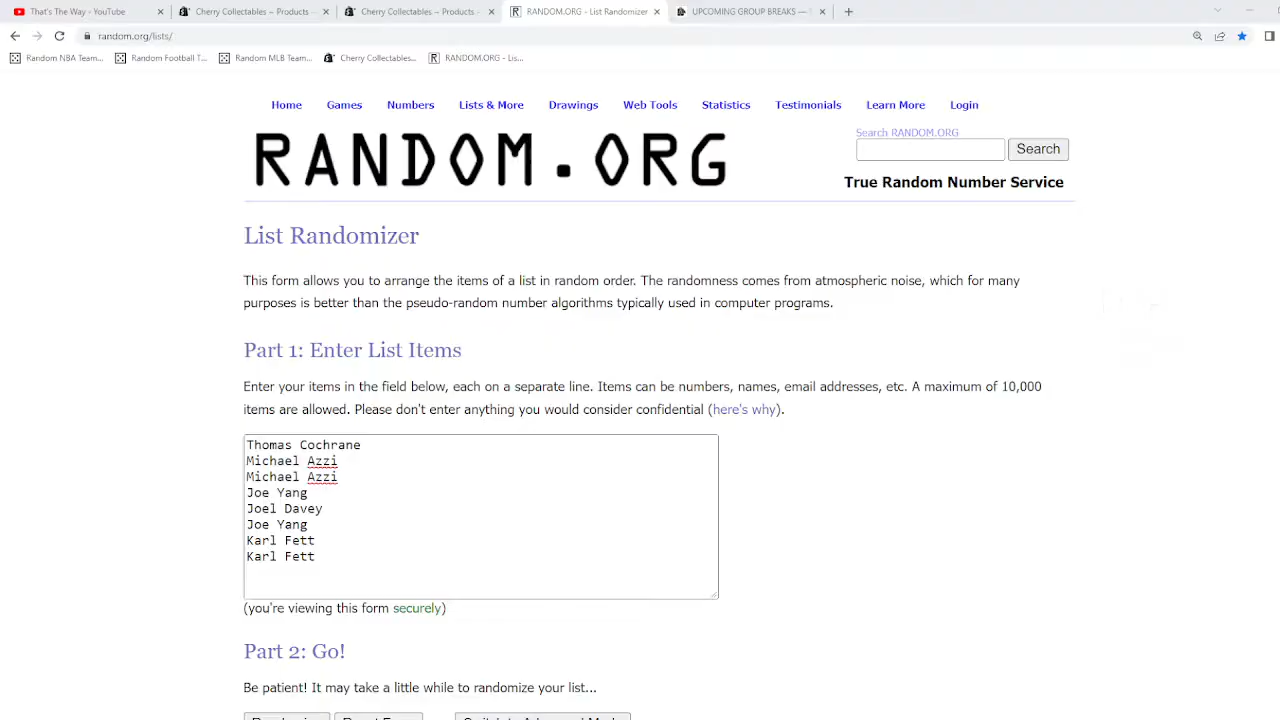 That's The Way - YouTube
Cherry Collectables ~ Products ·
Cherry Collectables ~ Products ·
RANDOM.ORG - List Randomizer
UPCOMING GROUP BREAKS —
random.org/lists/
Random NBA Team...
Random Football T...
Random MLB Team...
Cherry Collectables...
RANDOM.ORG - Lis...
Home Games Numbers Lists & More Drawings Web Tools Statistics Testimonials Learn More Login
RANDOM.ORG
Search RANDOM.ORG
Search
True Random Number Service
List Randomizer
This form allows you to arrange the items of a list in random order. The randomness comes from atmospheric noise, which for many
purposes is better than the pseudo-random number algorithms typically used in computer programs.
Part 1: Enter List Items
Enter your items in the field below, each on a separate line. Items can be numbers, names, email addresses, etc. A maximum of 10,000
items are allowed. Please don't enter anything you would consider confidential (here's why).
Thomas Cochrane
Michael Azzi
Michael Azzi
Joe Yang
Joel Davey
Joe Yang
Karl Fett
Karl Fett
(you're viewing this form securely)
Part 2: Go!
Be patient! It may take a little while to randomize your list...